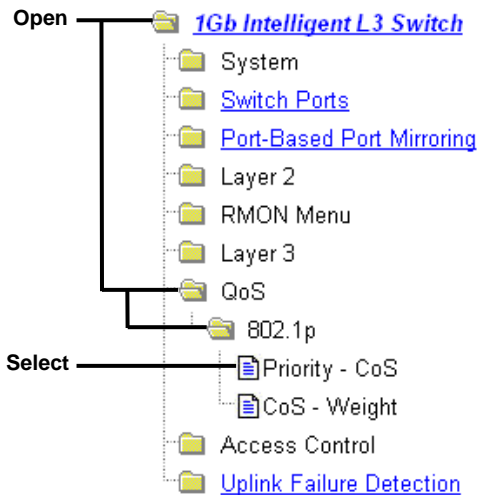 Open
1Gb Intelligent L3 Switch
System
Switch Ports
Port-Based Port Mirroring
Layer 2
RMON Menu
Layer 3
QoS
802.1p
Select
Priority - CoS
CoS - Weight
Access Control
Uplink Failure Detection